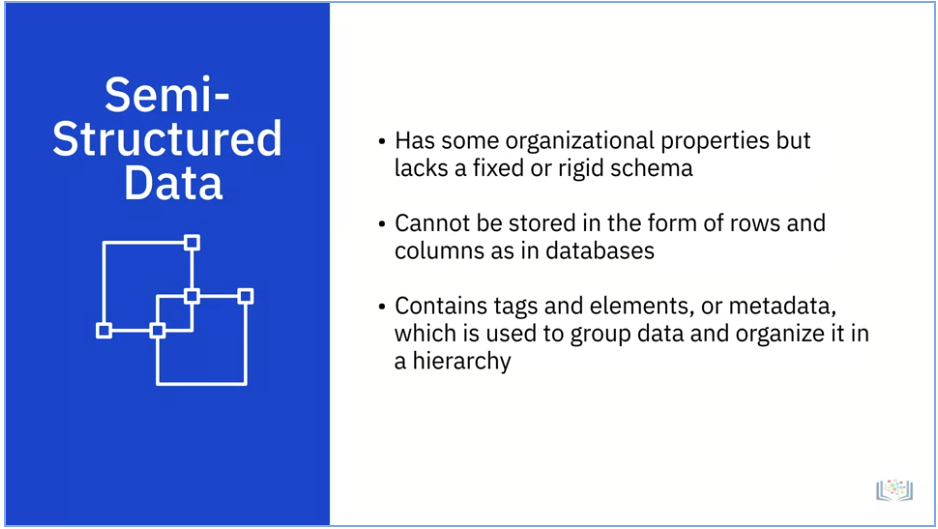 Semi-
Structured
Data
• Has some organizational properties but
lacks a fixed or rigid schema
• Cannot be stored in the form of rows and
columns as in databases
• Contains tags and elements, or metadata,
which is used to group data and organize it in
a hierarchy